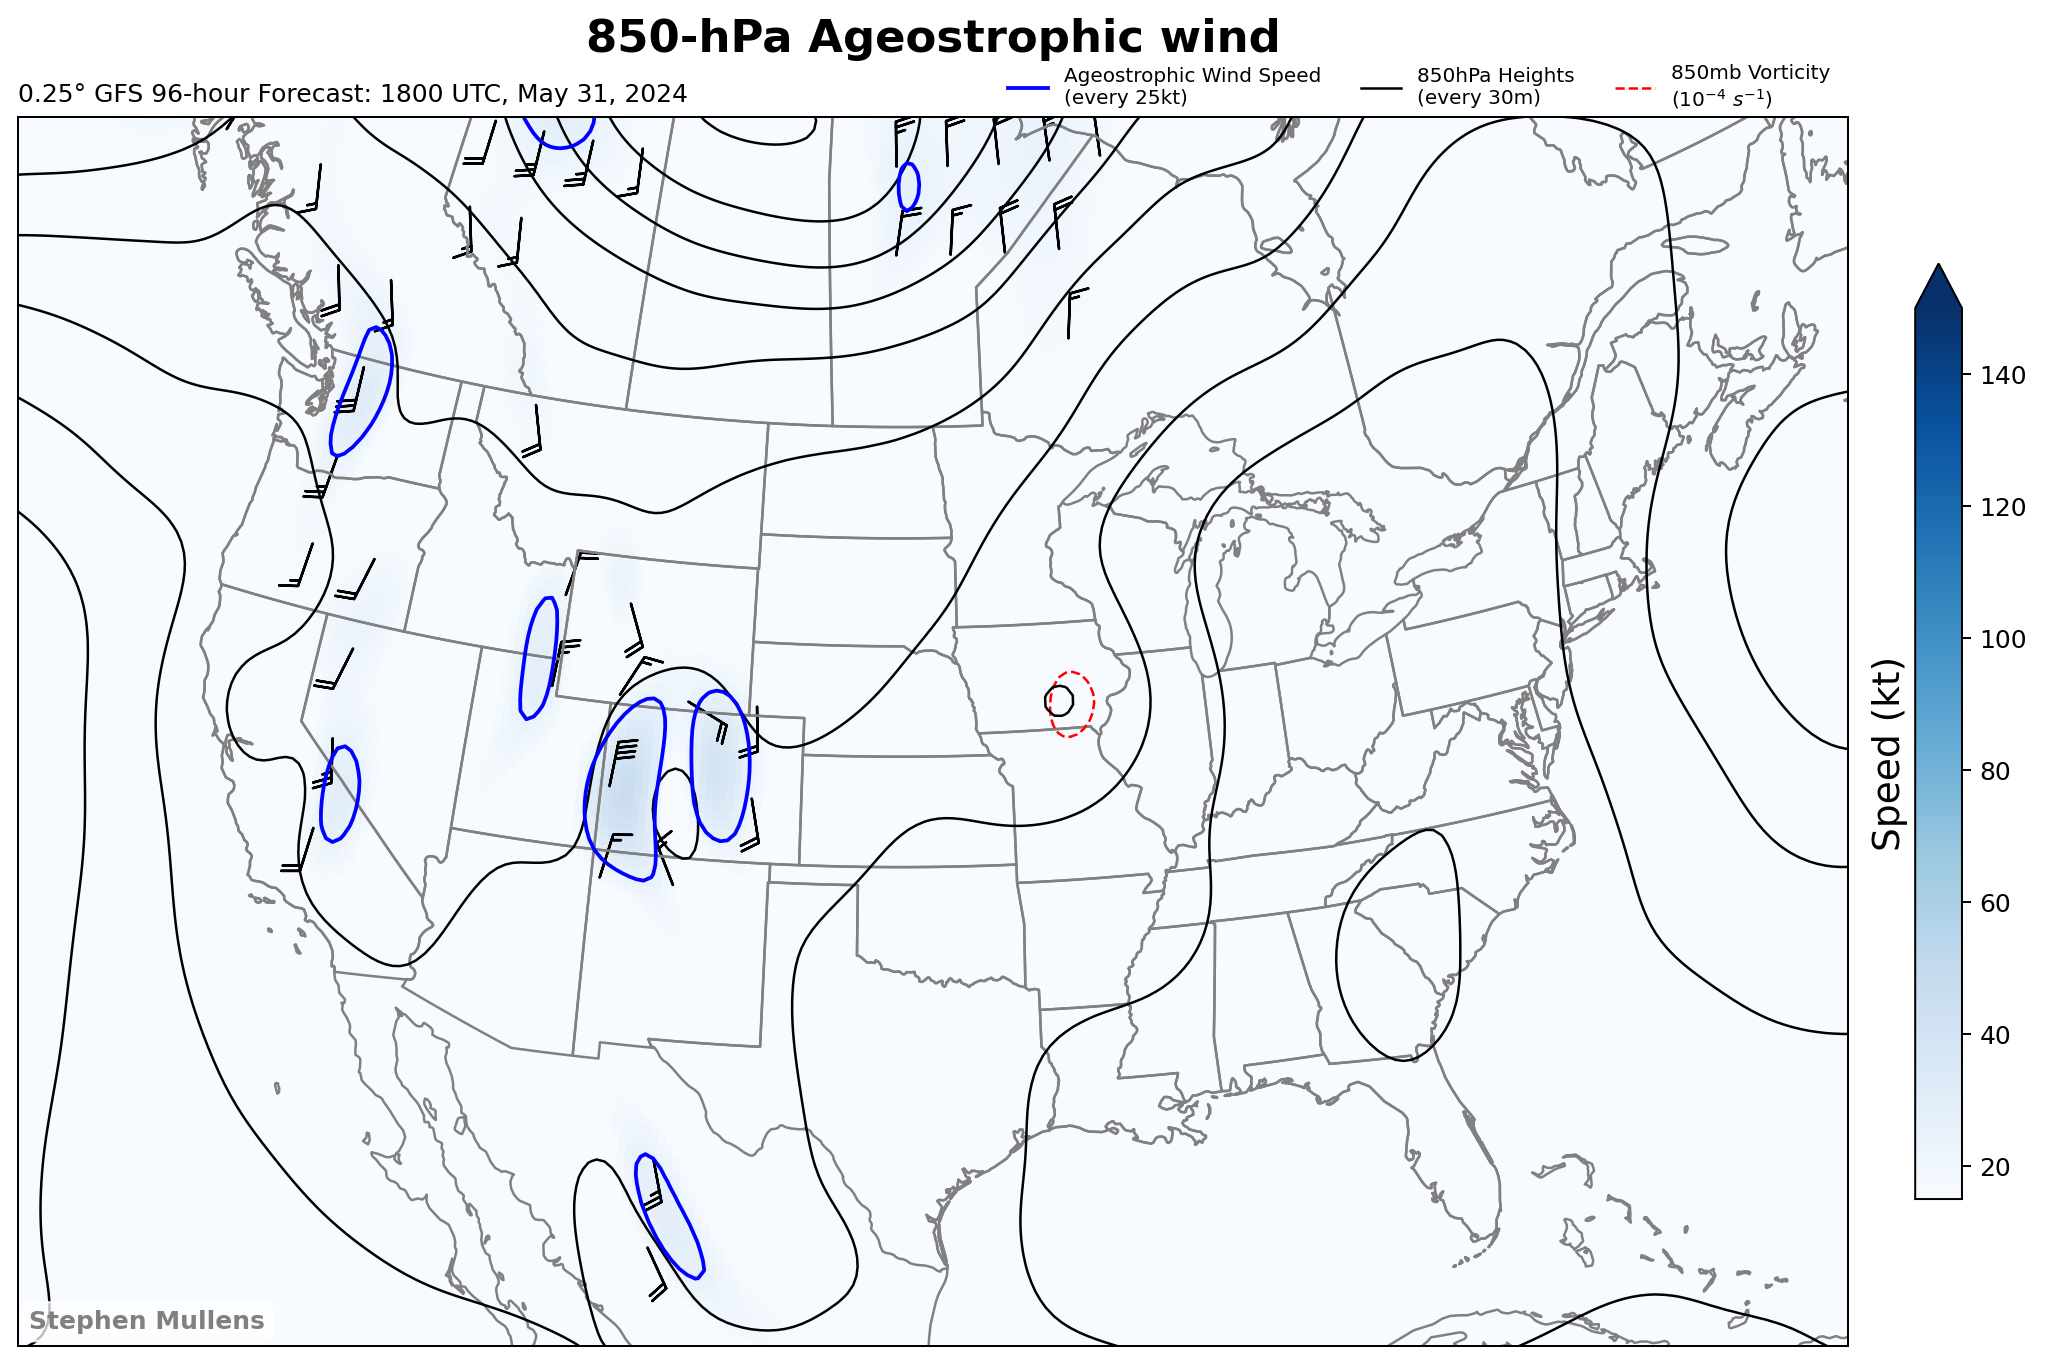 850-hPa Ageostrophic wind
0.25° GFS 96-hour Forecast: 1800 UTC, May 31, 2024
Ageostrophic Wind Speed
(every 25kt)
850hPa Heights
(every 30m)
850mb Vorticity
(10⁻⁴ s⁻¹)
140
120
100
80
60
40
20
Speed (kt)
Stephen Mullens